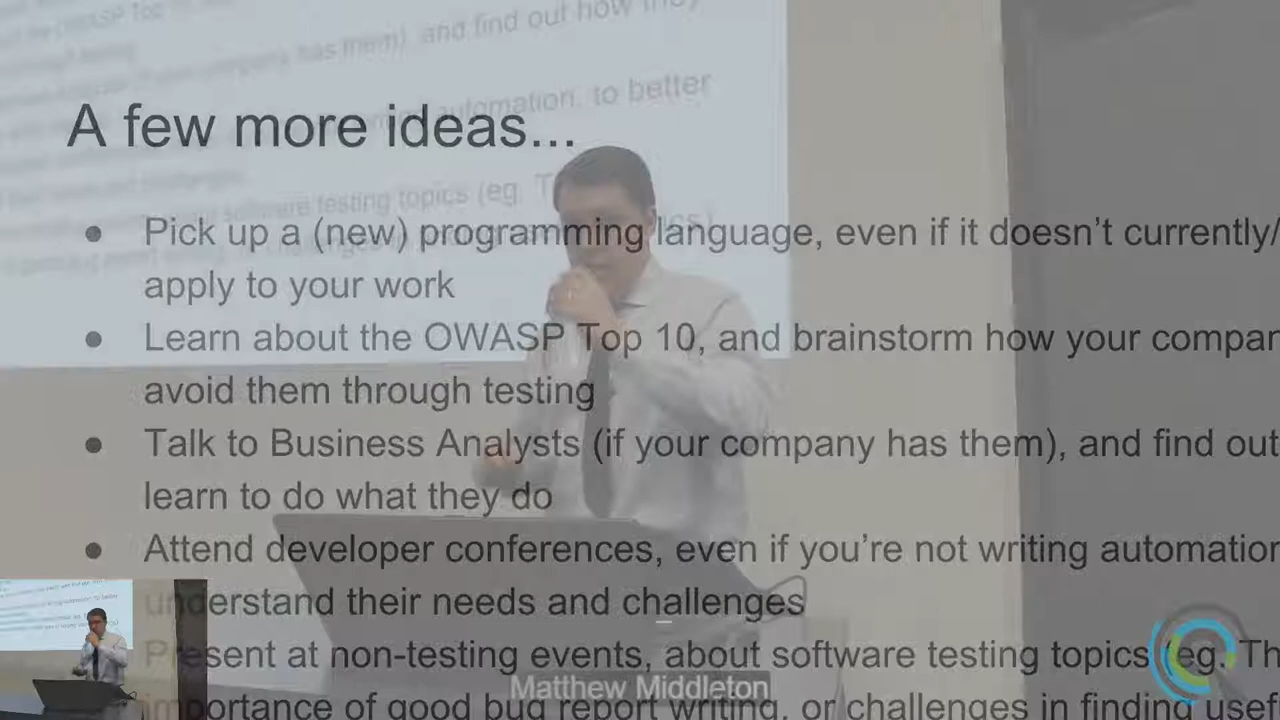 A few more ideas...
● Pick up a (new) programming language, even if it doesn't currently/
apply to your work
● Learn about the OWASP Top 10, and brainstorm how your compan
avoid them through testing
● Talk to Business Analysts (if your company has them), and find out
learn to do what they do
● Attend developer conferences, even if you're not writing automation
understand their needs and challenges
Present at non-testing events, about software testing topics (eg. Th
importance of good bug report writing, or challenges in finding usef
Matthew Middleton